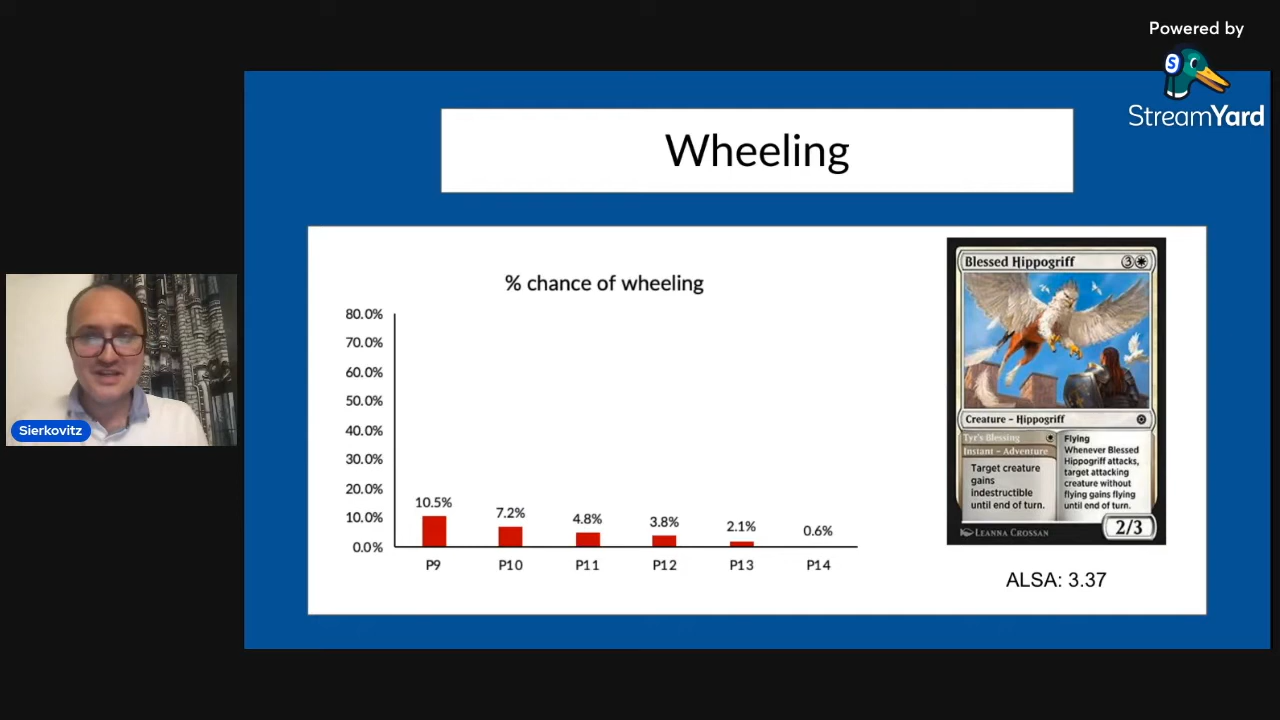 Powered by
StreamYard
Wheeling
% chance of wheeling
80.0%
70.0%
60.0%
50.0%
40.0%
30.0%
20.0%
10.0%
0.0%
10.5%
7.2%
4.8%
3.8%
2.1%
0.6%
P9 P10 P11 P12 P13 P14
Blessed Hippogriff 3
Creature – Hippogriff
Tyr's Blessing
Instant – Adventure
Target creature
gains
indestructible
until end of turn.
Flying
Whenever Blessed
Hippogriff attacks,
target attacking
creature without
flying gains flying
until end of turn.
LEANNA CROSSAN
2/3
ALSA: 3.37
Sierkovitz